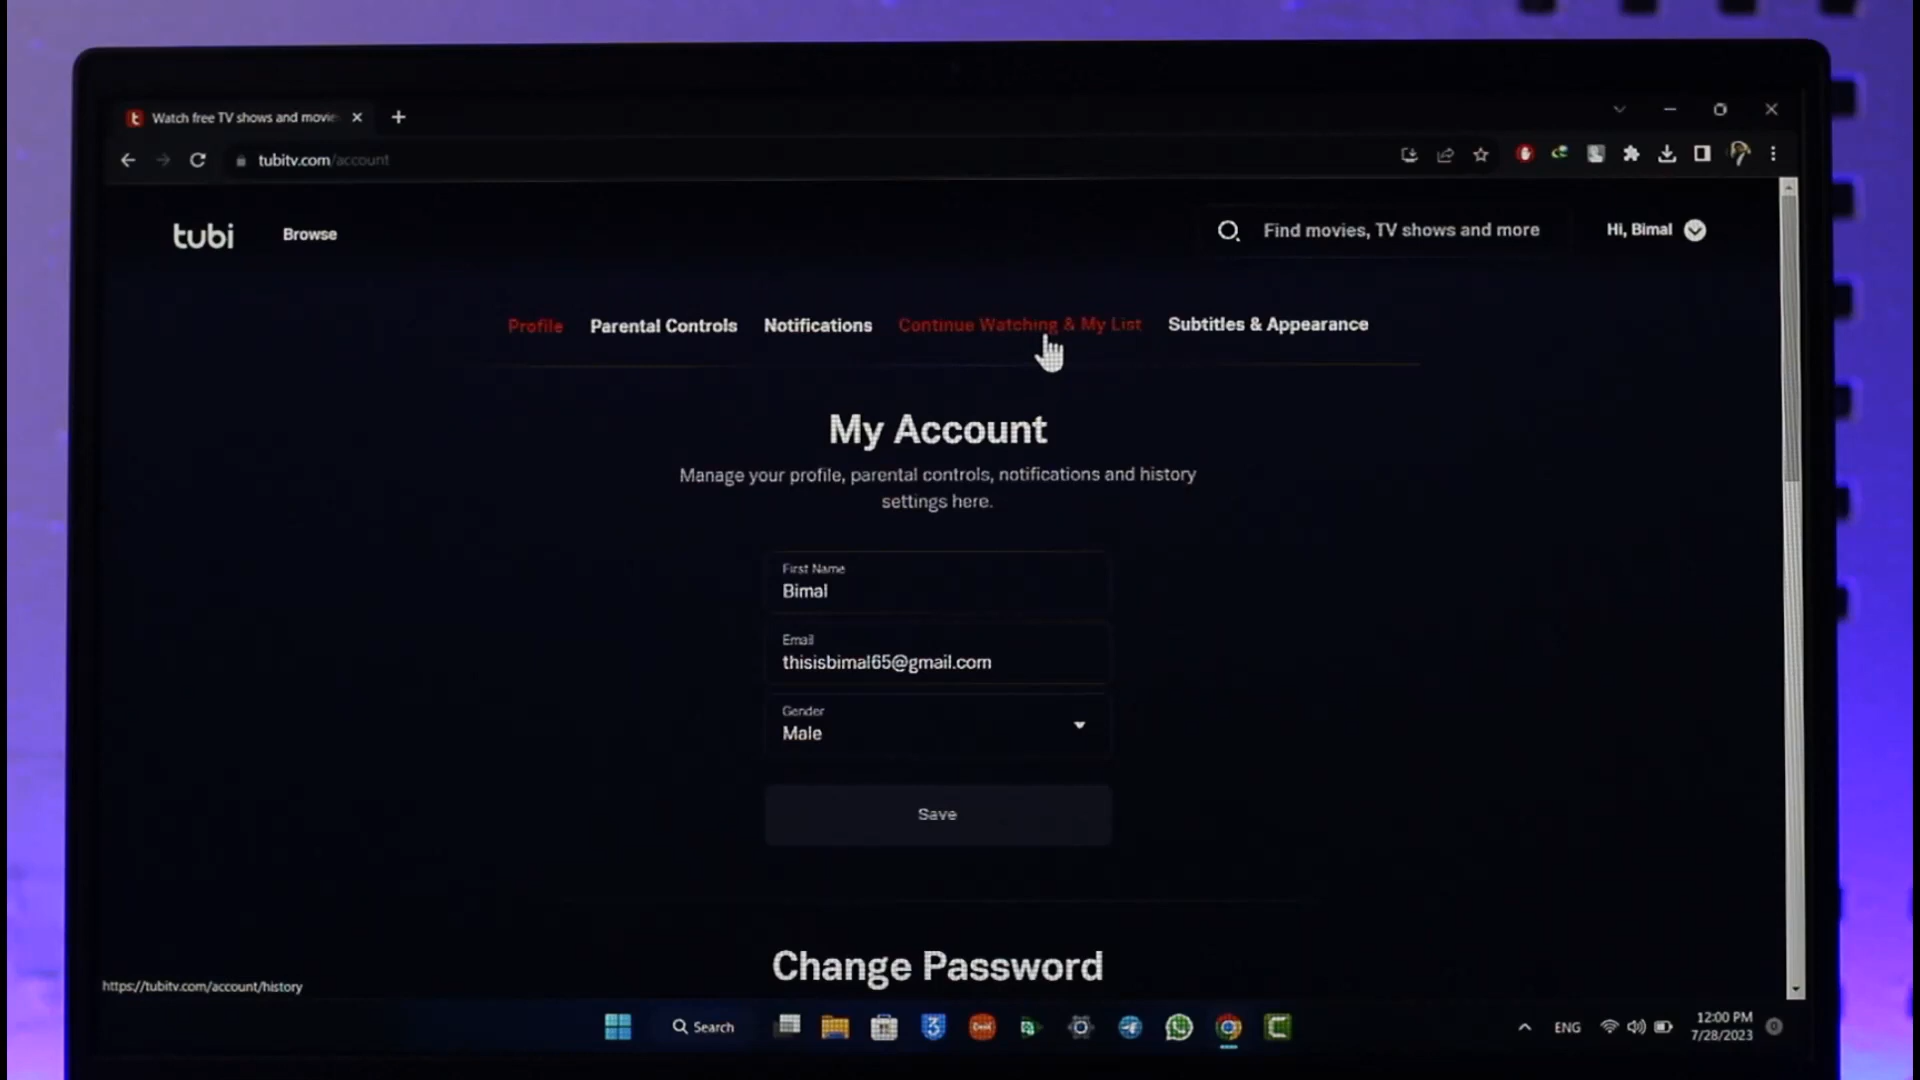 Watch free TV shows and movie
tubitv.com/account
tubi
Browse
Find movies, TV shows and more
Hi, Bimal
Profile
Parental Controls
Notifications
Continue Watching & My List
Subtitles & Appearance
My Account
Manage your profile, parental controls, notifications and history
settings here.
First Name
Bimal
Email
thisisbimal65@gmail.com
Gender
Male
Save
Change Password
https://tubitv.com/account/history
Search
ENG
12:00 PM
7/28/2023